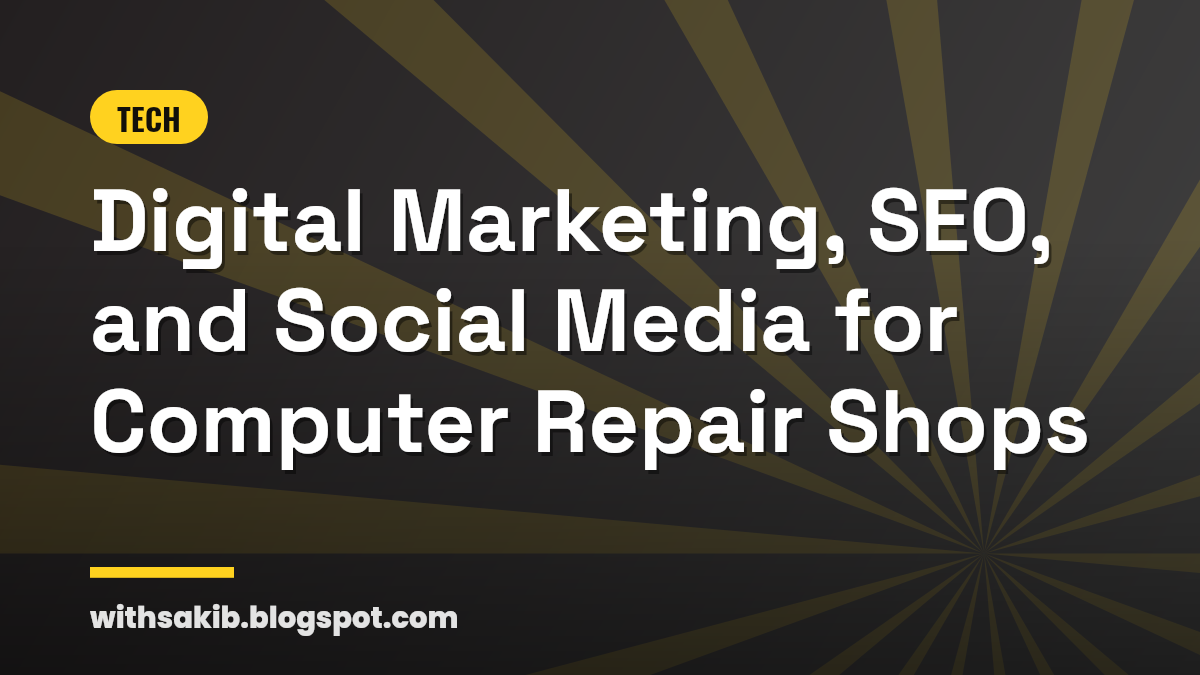 TECH
Digital Marketing, SEO,
and Social Media for
Computer Repair Shops
withsakib.blogspot.com